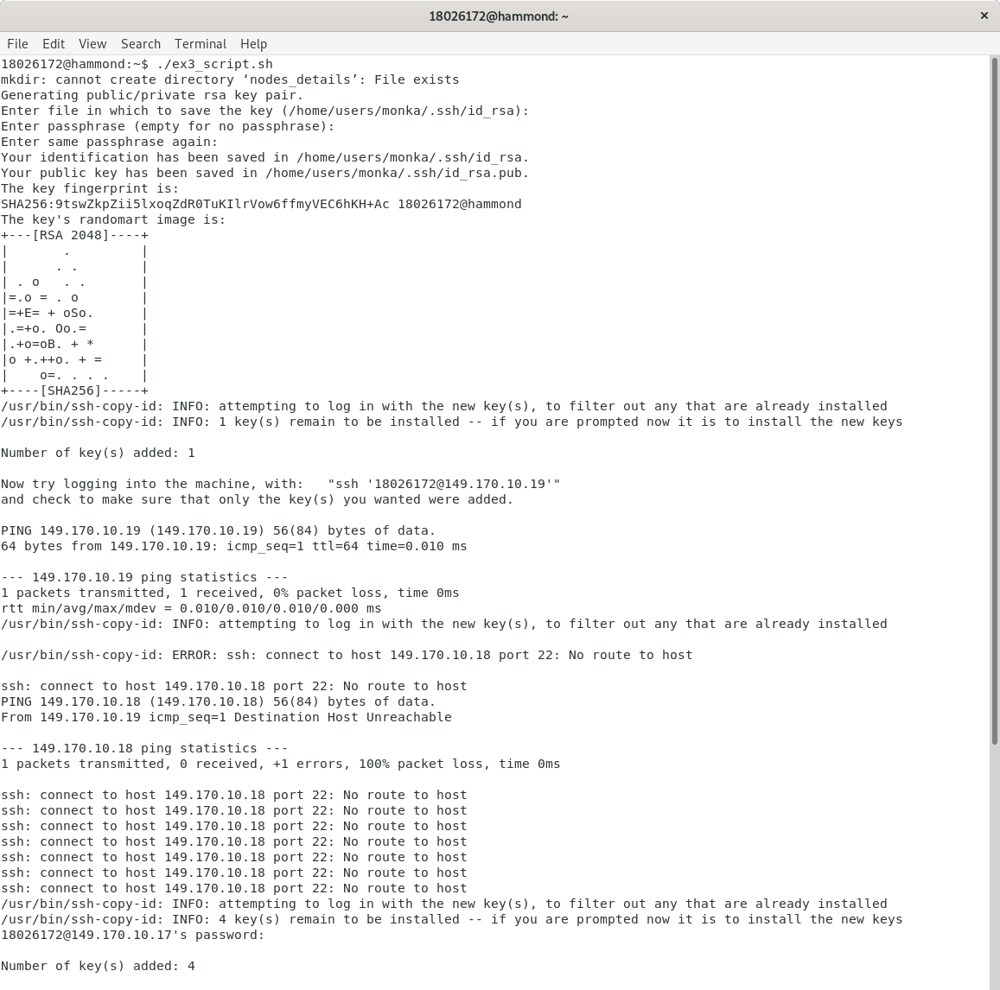 18026172@hammond: ~
×
File Edit View Search Terminal Help
18026172@hammond:~$ ./ex3_script.sh
mkdir: cannot create directory ‘nodes_details’: File exists
Generating public/private rsa key pair.
Enter file in which to save the key (/home/users/monka/.ssh/id_rsa):
Enter passphrase (empty for no passphrase):
Enter same passphrase again:
Your identification has been saved in /home/users/monka/.ssh/id_rsa.
Your public key has been saved in /home/users/monka/.ssh/id_rsa.pub.
The key fingerprint is:
SHA256:9tswZkpZii5lxoqZdR0TuKIlrVow6ffmyVEC6hKH+Ac 18026172@hammond
The key's randomart image is:
+---[RSA 2048]----+
|       .         |
|      . .        |
| . o   . .       |
|=.o = . o        |
|=+E= + oSo.      |
|.=+o. Oo.=       |
|.+o=oB. + *      |
|o +.++o. + =     |
|    o=. . . .    |
+----[SHA256]-----+
/usr/bin/ssh-copy-id: INFO: attempting to log in with the new key(s), to filter out any that are already installed
/usr/bin/ssh-copy-id: INFO: 1 key(s) remain to be installed -- if you are prompted now it is to install the new keys
Number of key(s) added: 1
Now try logging into the machine, with:   "ssh '18026172@149.170.10.19'"
and check to make sure that only the key(s) you wanted were added.
PING 149.170.10.19 (149.170.10.19) 56(84) bytes of data.
64 bytes from 149.170.10.19: icmp_seq=1 ttl=64 time=0.010 ms
--- 149.170.10.19 ping statistics ---
1 packets transmitted, 1 received, 0% packet loss, time 0ms
rtt min/avg/max/mdev = 0.010/0.010/0.010/0.000 ms
/usr/bin/ssh-copy-id: INFO: attempting to log in with the new key(s), to filter out any that are already installed
/usr/bin/ssh-copy-id: ERROR: ssh: connect to host 149.170.10.18 port 22: No route to host
ssh: connect to host 149.170.10.18 port 22: No route to host
PING 149.170.10.18 (149.170.10.18) 56(84) bytes of data.
From 149.170.10.19 icmp_seq=1 Destination Host Unreachable
--- 149.170.10.18 ping statistics ---
1 packets transmitted, 0 received, +1 errors, 100% packet loss, time 0ms
ssh: connect to host 149.170.10.18 port 22: No route to host
ssh: connect to host 149.170.10.18 port 22: No route to host
ssh: connect to host 149.170.10.18 port 22: No route to host
ssh: connect to host 149.170.10.18 port 22: No route to host
ssh: connect to host 149.170.10.18 port 22: No route to host
ssh: connect to host 149.170.10.18 port 22: No route to host
ssh: connect to host 149.170.10.18 port 22: No route to host
/usr/bin/ssh-copy-id: INFO: attempting to log in with the new key(s), to filter out any that are already installed
/usr/bin/ssh-copy-id: INFO: 4 key(s) remain to be installed -- if you are prompted now it is to install the new keys
18026172@149.170.10.17's password:
Number of key(s) added: 4